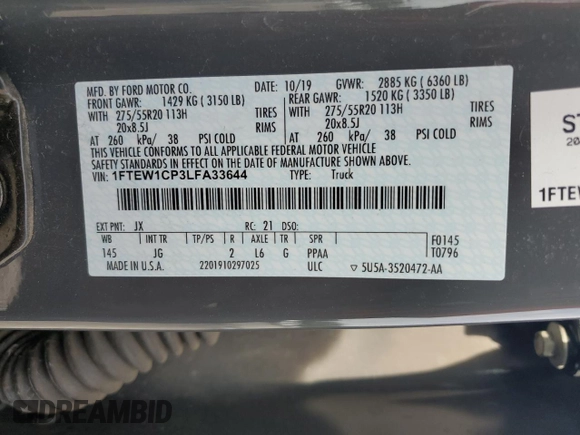 MFD. BY FORD MOTOR CO. DATE: 10/19 GVWR: 2885 KG ( 6360 LB)
FRONT GAWR: 1429 KG ( 3150 LB) REAR GAWR: 1520 KG ( 3350 LB)
WITH 275/55R20 113H TIRES WITH 275/55R20 113H TIRES
20x8.5J RIMS 20x8.5J RIMS
AT 260 kPa/ 38 PSI COLD AT 260 kPa/ 38 PSI COLD
THIS VEHICLE CONFORMS TO ALL APPLICABLE FEDERAL MOTOR VEHICLE
SAFETY STANDARDS IN EFFECT ON THE DATE OF MANUFACTURE SHOWN ABOVE.
VIN: 1FTEW1CP3LFA33644 TYPE: Truck
EXT PNT: JX RC: 21 DSO:
WB INT TR TP/PS R AXLE TR SPR F0145
145 JG 2 L6 G PPAA T0796
MADE IN U.S.A. 2201910297025 ULC ▽ 5U5A-3520472-AA
ST
20
1FTEW
DREAMBID